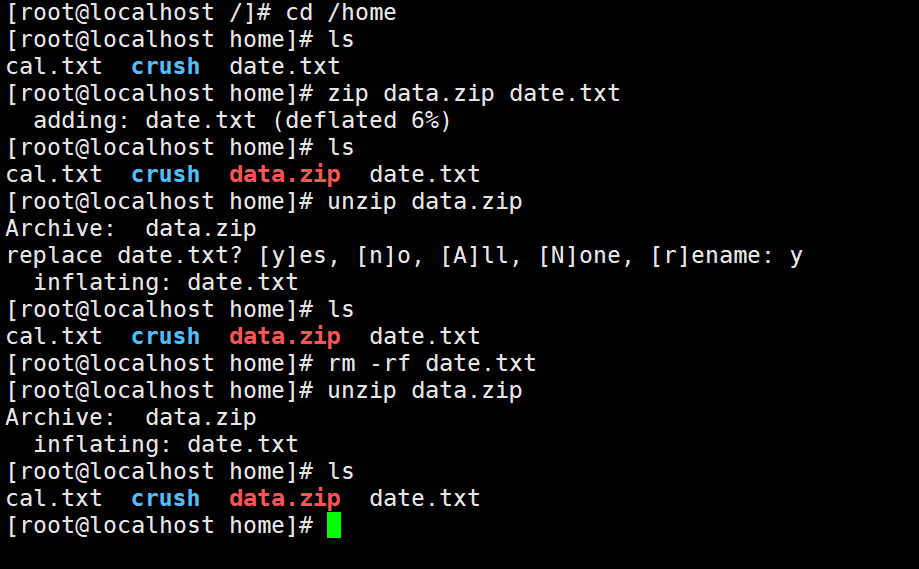 [root@localhost /]# cd /home
[root@localhost home]# ls
cal.txt  crush  date.txt
[root@localhost home]# zip data.zip date.txt
  adding: date.txt (deflated 6%)
[root@localhost home]# ls
cal.txt  crush  data.zip  date.txt
[root@localhost home]# unzip data.zip
Archive:  data.zip
replace date.txt? [y]es, [n]o, [A]ll, [N]one, [r]ename: y
  inflating: date.txt
[root@localhost home]# ls
cal.txt  crush  data.zip  date.txt
[root@localhost home]# rm -rf date.txt
[root@localhost home]# unzip data.zip
Archive:  data.zip
  inflating: date.txt
[root@localhost home]# ls
cal.txt  crush  data.zip  date.txt
[root@localhost home]#